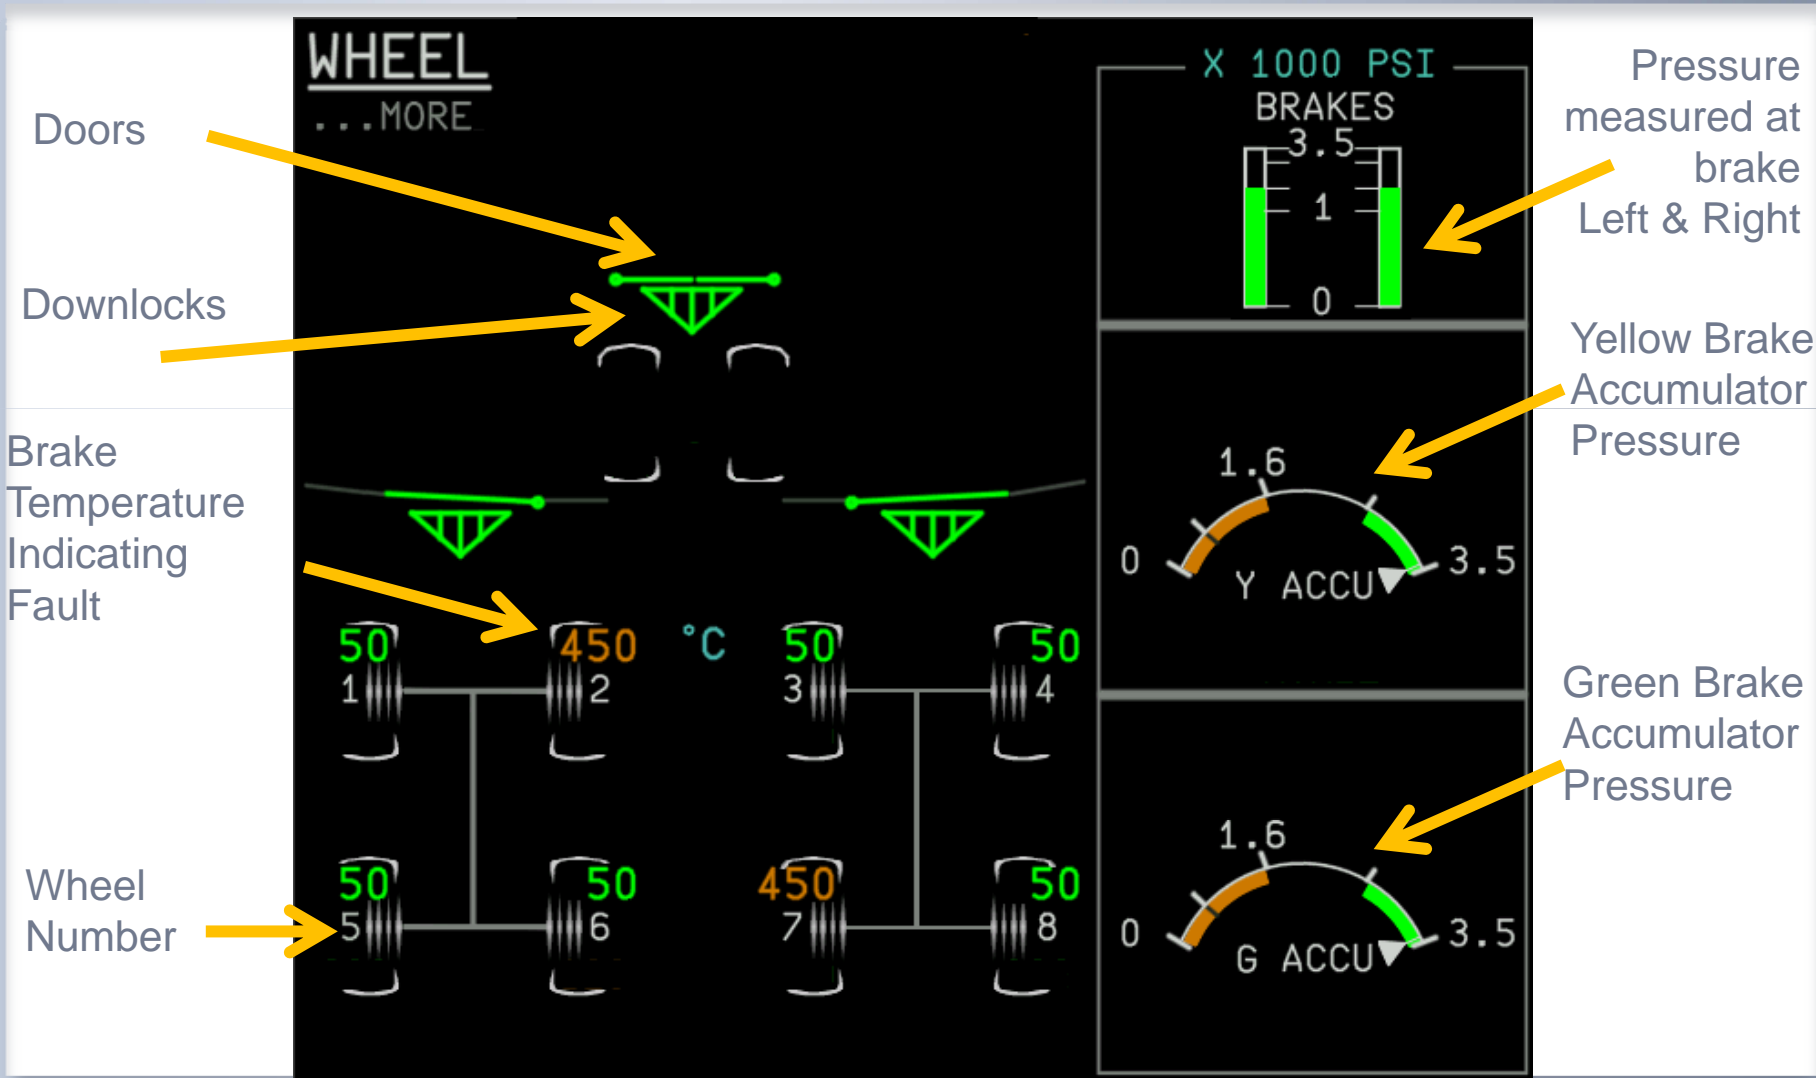 WHEEL
...MORE
Doors
Downlocks
Brake
Temperature
Indicating
Fault
Wheel
Number
50
450
°C
50
50
1
2
3
4
50
50
450
50
5
6
7
8
X 1000 PSI
BRAKES
3.5
1
0
1.6
0
3.5
Y ACCU
1.6
0
3.5
G ACCU
Pressure
measured at
brake
Left & Right
Yellow Brake
Accumulator
Pressure
Green Brake
Accumulator
Pressure